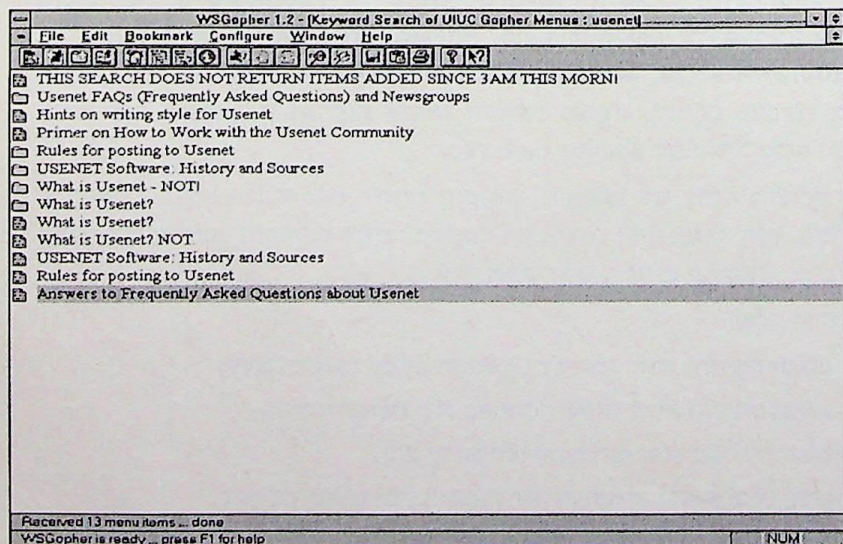 WSGopher 1.2 - [Keyword Search of UIUC Gopher Menus : usenet]
File Edit Bookmark Configure Window Help
THIS SEARCH DOES NOT RETURN ITEMS ADDED SINCE 3AM THIS MORNI
Usenet FAQs (Frequently Asked Questions) and Newsgroups
Hints on writing style for Usenet
Primer on How to Work with the Usenet Community
Rules for posting to Usenet
USENET Software: History and Sources
What is Usenet - NOT!
What is Usenet?
What is Usenet?
What is Usenet? NOT.
USENET Software: History and Sources
Rules for posting to Usenet
Answers to Frequently Asked Questions about Usenet
Received 13 menu items ... done
WSGopher is ready ... press F1 for help NUM